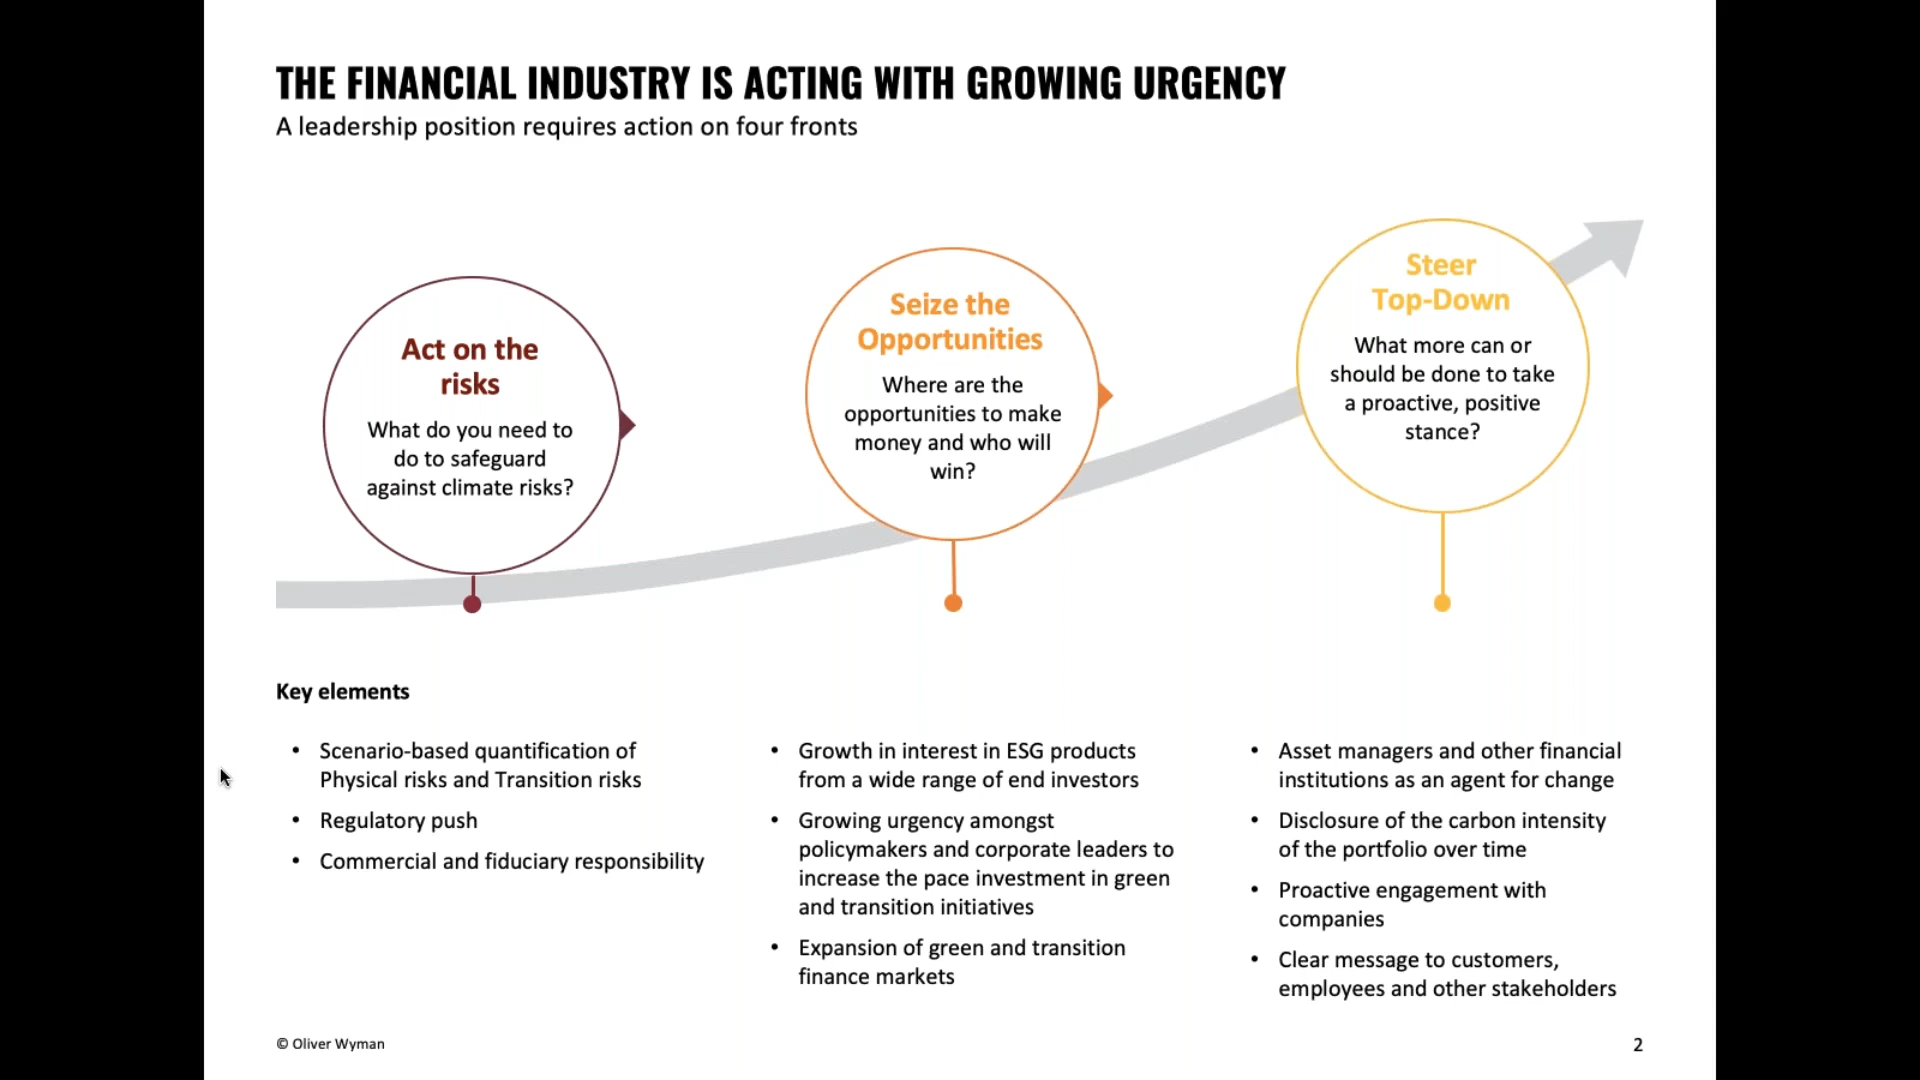 THE FINANCIAL INDUSTRY IS ACTING WITH GROWING URGENCY
A leadership position requires action on four fronts
Act on the
risks
What do you need to
do to safeguard
against climate risks?
Seize the
Opportunities
Where are the
opportunities to make
money and who will
win?
Steer
Top-Down
What more can or
should be done to take
a proactive, positive
stance?
Key elements
• Scenario-based quantification of
Physical risks and Transition risks
• Regulatory push
• Commercial and fiduciary responsibility
• Growth in interest in ESG products
from a wide range of end investors
• Growing urgency amongst
policymakers and corporate leaders to
increase the pace investment in green
and transition initiatives
• Expansion of green and transition
finance markets
• Asset managers and other financial
institutions as an agent for change
• Disclosure of the carbon intensity
of the portfolio over time
• Proactive engagement with
companies
• Clear message to customers,
employees and other stakeholders
© Oliver Wyman
2